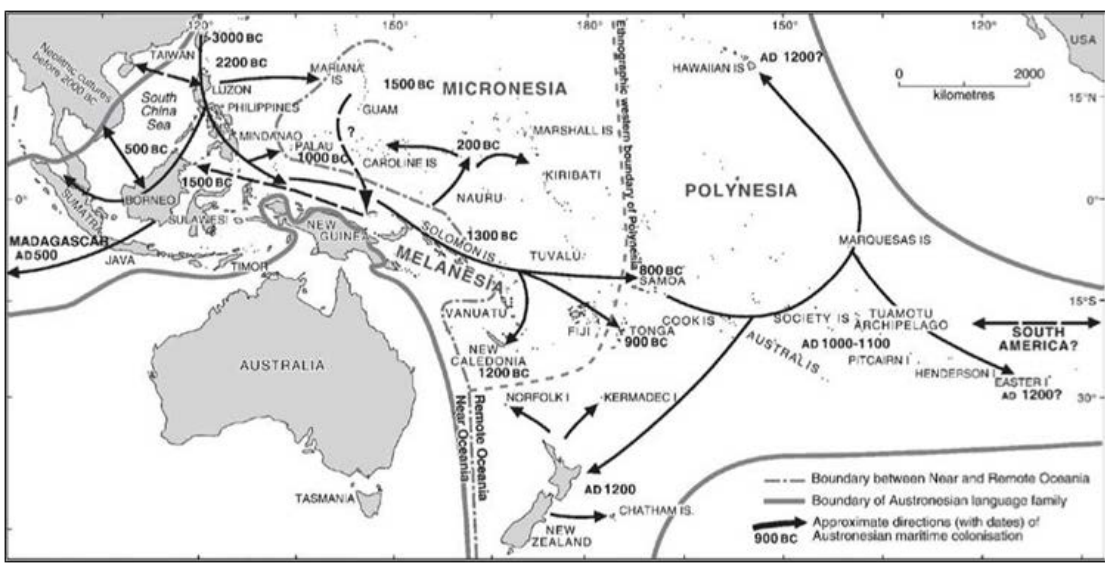 120°
150°
180°
150°
120°
~3000 BC
TAIWAN
Neolithic cultures
before 2000 BC
2200 BC
LUZON
South
China
Sea
PHILIPPINES
MINDANAO
500 BC
MARIANA
IS
1500 BC
GUAM
?
MICRONESIA
PALAU
1000 BC
CAROLINE IS
200 BC
MARSHALL IS
KIRIBATI
NAURU
1500 BC
BORNEO
SUMATRA
SULAWESI
0°
MADAGASCAR
AD 500
JAVA
TIMOR
NEW
GUINEA
SOLOMON IS
1300 BC
MELANESIA
TUVALU
VANUATU
NEW
CALEDONIA
1200 BC
FIJI
TONGA
900 BC
800 BC
SAMOA
Ethnographic western boundary of Polynesia
HAWAIIAN IS
AD 1200?
USA
0
2000
kilometres
15°N
POLYNESIA
0°
MARQUESAS IS
15°S
COOK IS
SOCIETY IS
TUAMOTU
ARCHIPELAGO
AD 1000-1100
AUSTRAL IS
PITCAIRN I
HENDERSON I
SOUTH
AMERICA?
EASTER I
AD 1200?
30°
AUSTRALIA
TASMANIA
Near Oceania
Remote Oceania
NORFOLK I
KERMADEC I
AD 1200
CHATHAM IS.
NEW
ZEALAND
Boundary between Near and Remote Oceania
Boundary of Austronesian language family
Approximate directions (with dates) of
900 BC
Austronesian maritime colonisation